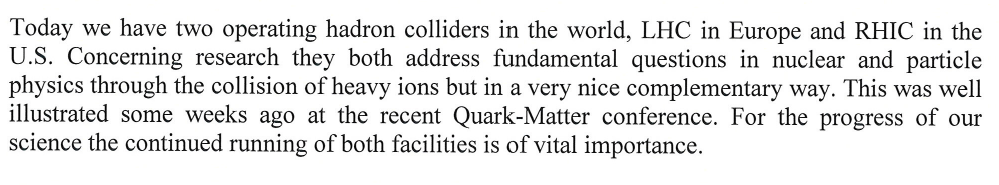 Today we have two operating hadron colliders in the world, LHC in Europe and RHIC in the
U.S. Concerning research they both address fundamental questions in nuclear and particle
physics through the collision of heavy ions but in a very nice complementary way. This was well
illustrated some weeks ago at the recent Quark-Matter conference. For the progress of our
science the continued running of both facilities is of vital importance.